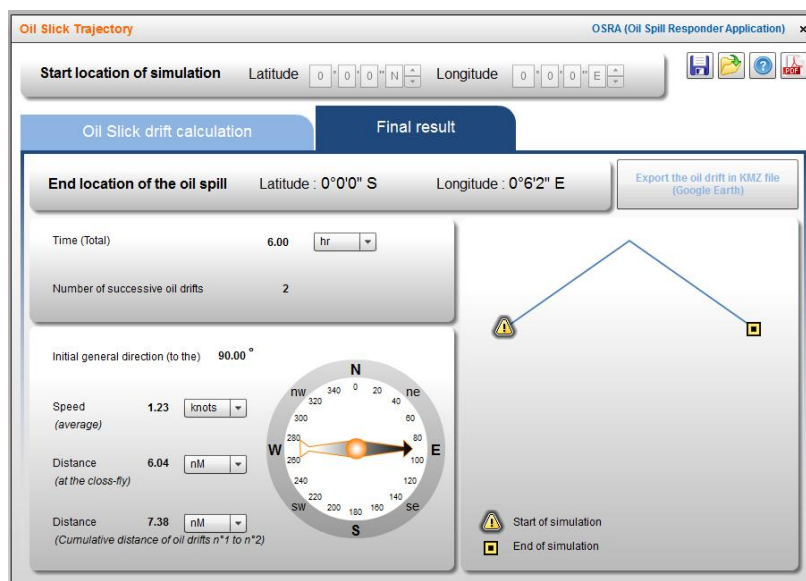 Oil Slick Trajectory OSRA (Oil Spill Responder Application) ×
Start location of simulation Latitude 0 ° 0 ' 0 " N Longitude 0 ° 0 ' 0 " E
PDF
Oil Slick drift calculation Final result
End location of the oil spill Latitude : 0°0'0" S Longitude : 0°6'2" E
Export the oil drift in KMZ file
(Google Earth)
Time (Total) 6.00 hr
Number of successive oil drifts 2
Initial general direction (to the) 90.00 °
Speed 1.23 knots
(average)
Distance 6.04 nM
(at the closs-fly)
Distance 7.38 nM
(Cumulative distance of oil drifts n°1 to n°2)
N
nw 340 0 20 ne
320 40
300 60
280 80
W E
260 100
240 120
220 140
sw 200 180 160 se
S
Start of simulation
End of simulation